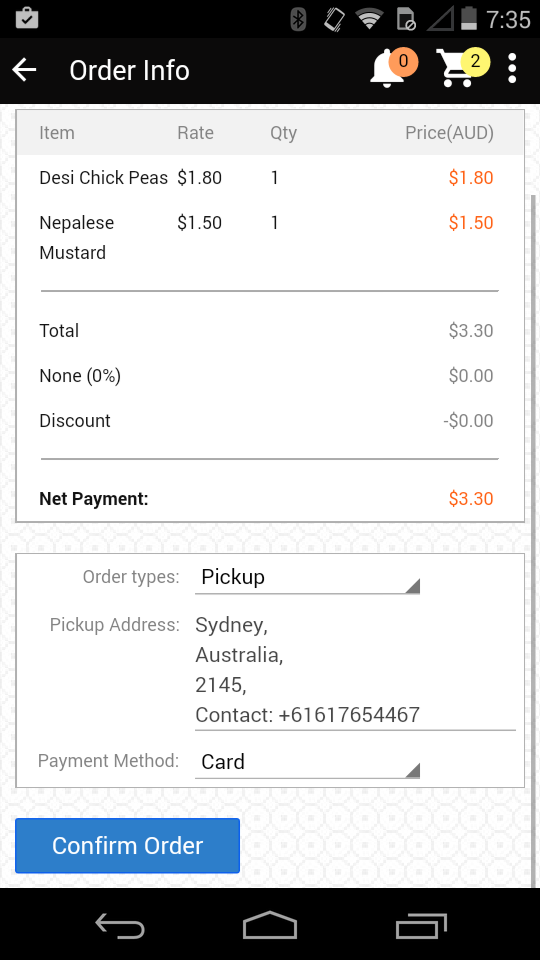 7:35
Order Info 0 2
Item Rate Qty Price(AUD)
Desi Chick Peas $1.80 1 $1.80
Nepalese $1.50 1 $1.50
Mustard
Total $3.30
None (0%) $0.00
Discount -$0.00
Net Payment: $3.30
Order types: Pickup
Pickup Address: Sydney,
Australia,
2145,
Contact: +61617654467
Payment Method: Card
Confirm Order